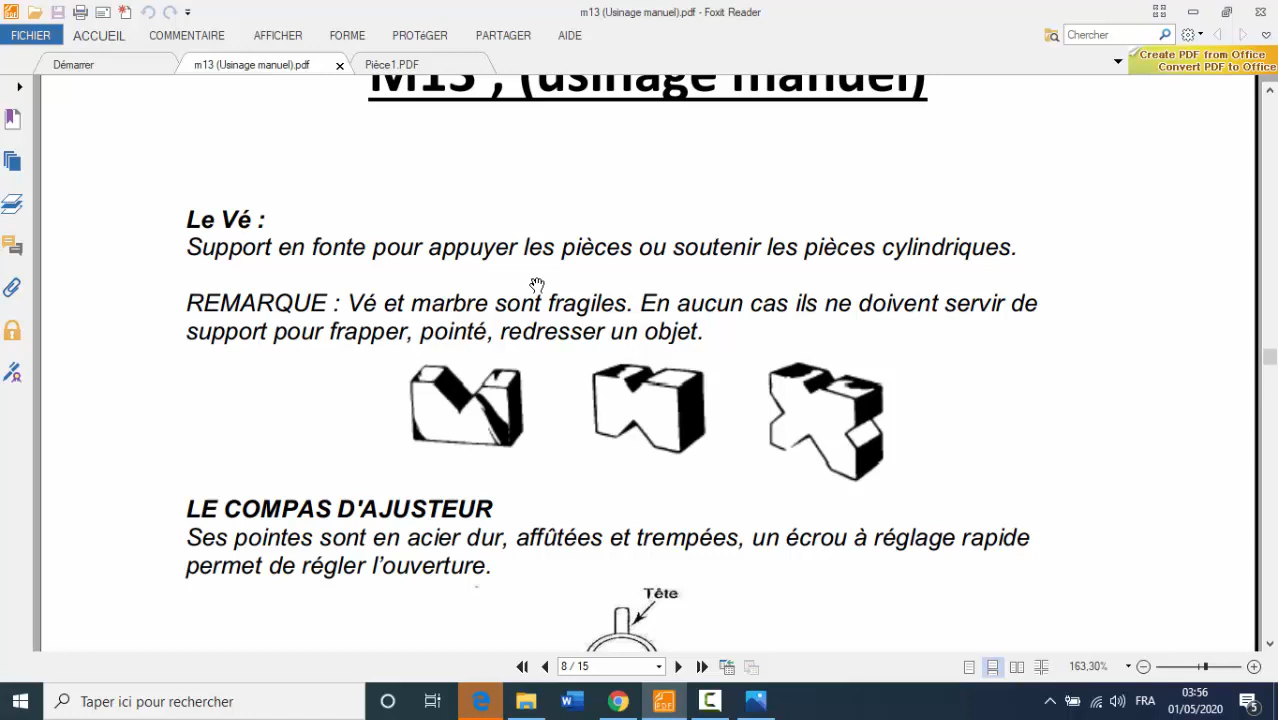 m13 (Usinage manuel).pdf - Foxit Reader
FICHIER ACCUEIL COMMENTAIRE AFFICHER FORME PROTéGER PARTAGER AIDE Chercher
Démarrer m13 (Usinage manuel).pdf Pièce1.PDF
Create PDF from Office
Convert PDF to Office
M13 , (usinage manuel)
Le Vé :
Support en fonte pour appuyer les pièces ou soutenir les pièces cylindriques.
REMARQUE : Vé et marbre sont fragiles. En aucun cas ils ne doivent servir de
support pour frapper, pointé, redresser un objet.
LE COMPAS D'AJUSTEUR
Ses pointes sont en acier dur, affûtées et trempées, un écrou à réglage rapide
permet de régler l'ouverture.
Tête
8 / 15 163,30%
Taper ici pour rechercher
FRA
03:56
01/05/2020
5